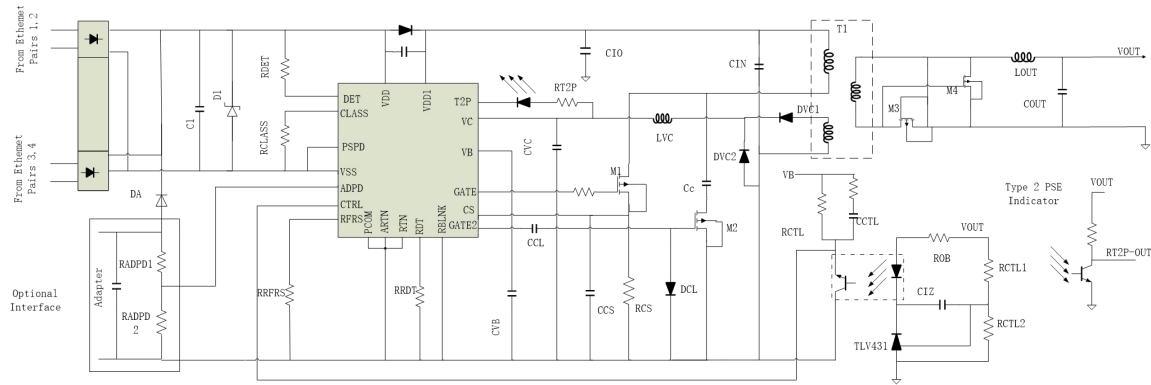 From Ethemet
Pairs 1,2
From Ethemet
Pairs 3,4
C1
D1
RDET
RCLASS
DA
DET
CLASS
PSPD
VSS
ADPD
CTRL
RFRS
VDD
VDD1
T2P
VC
VB
GATE
CS
GATE2
PCOM
ARTN
RTN
RDT
RBLNK
RT2P
CIO
CVC
LVC
CIN
DVC1
DVC2
T1
M1
Cc
M2
CCL
RRFRS
RRDT
CVB
CCS
RCS
DCL
Optional
Interface
Adapter
RADPD1
RADPD
2
M3
M4
LOUT
COUT
VOUT
VB
RCTL
CCTL
VOUT
ROB
RCTL1
CIZ
RCTL2
TLV431
Type 2 PSE
Indicator
VOUT
RT2P-OUT